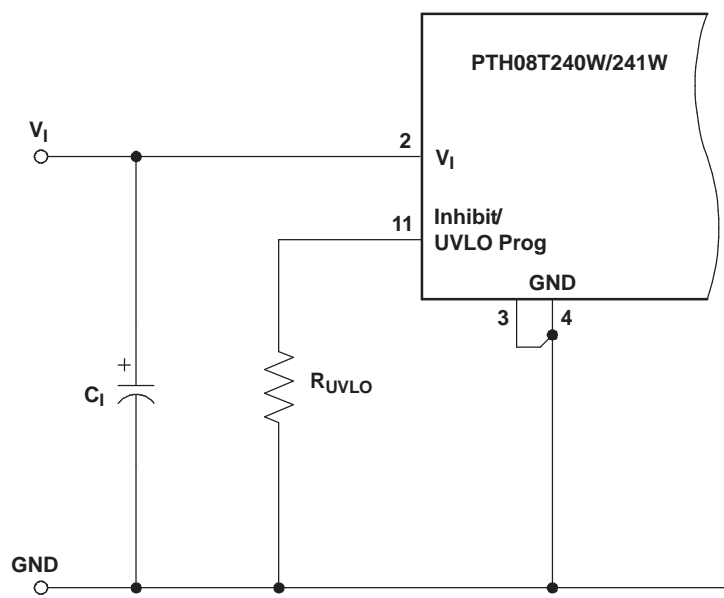 PTH08T240W/241W
VI
2
VI
11
Inhibit/
UVLO Prog
GND
3
4
+
CI
RUVLO
GND